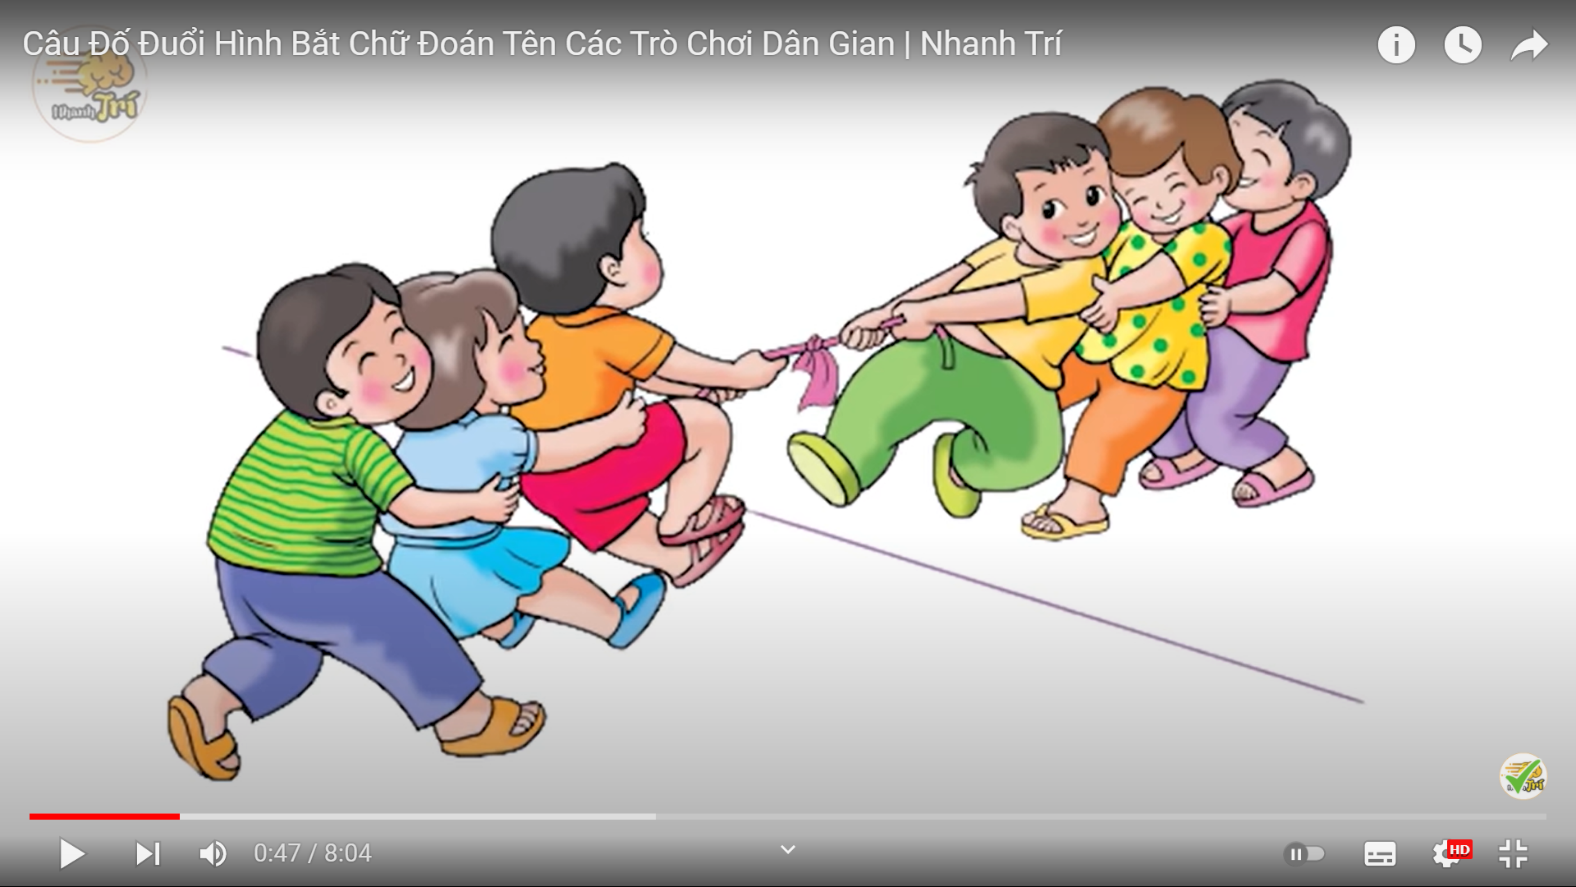 Câu Đố Đuổi Hình Bắt Chữ Đoán Tên Các Trò Chơi Dân Gian | Nhanh Trí
Nhanh Trí
0:47 / 8:04
HD